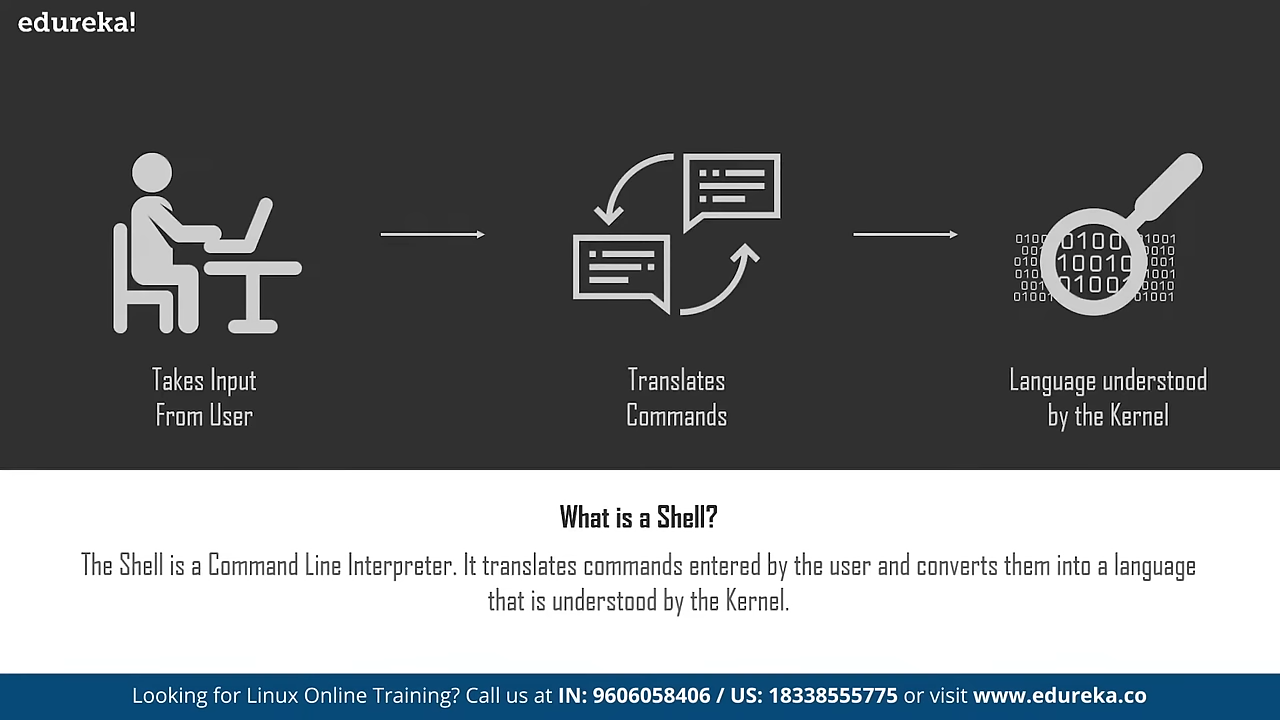 edureka!
Takes Input
From User
Translates
Commands
Language understood
by the Kernel
What is a Shell?
The Shell is a Command Line Interpreter. It translates commands entered by the user and converts them into a language
that is understood by the Kernel.
Looking for Linux Online Training? Call us at IN: 9606058406 / US: 18338555775 or visit www.edureka.co